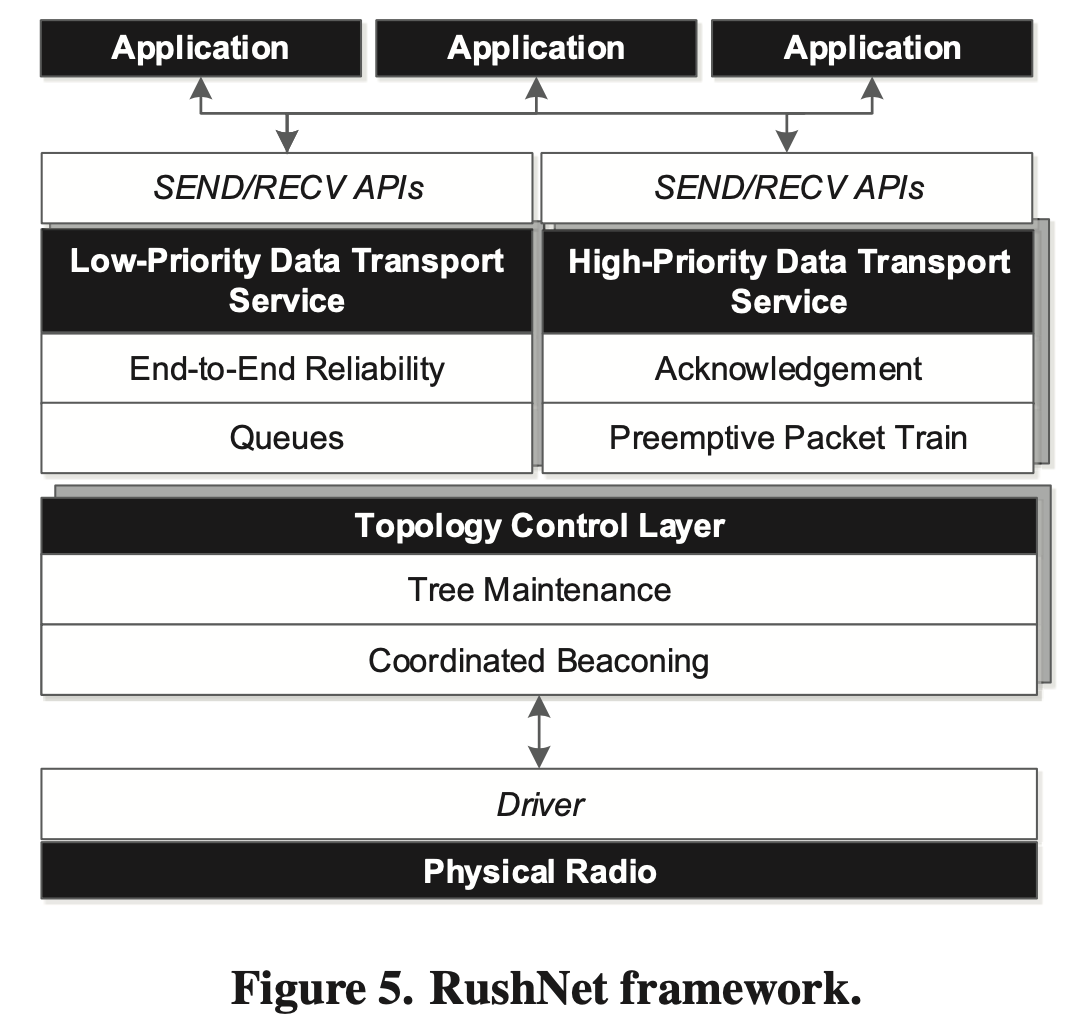 Application
Application
Application
SEND/RECV APIs
SEND/RECV APIs
Low-Priority Data Transport
Service
High-Priority Data Transport
Service
End-to-End Reliability
Acknowledgement
Queues
Preemptive Packet Train
Topology Control Layer
Tree Maintenance
Coordinated Beaconing
Driver
Physical Radio
Figure 5. RushNet framework.